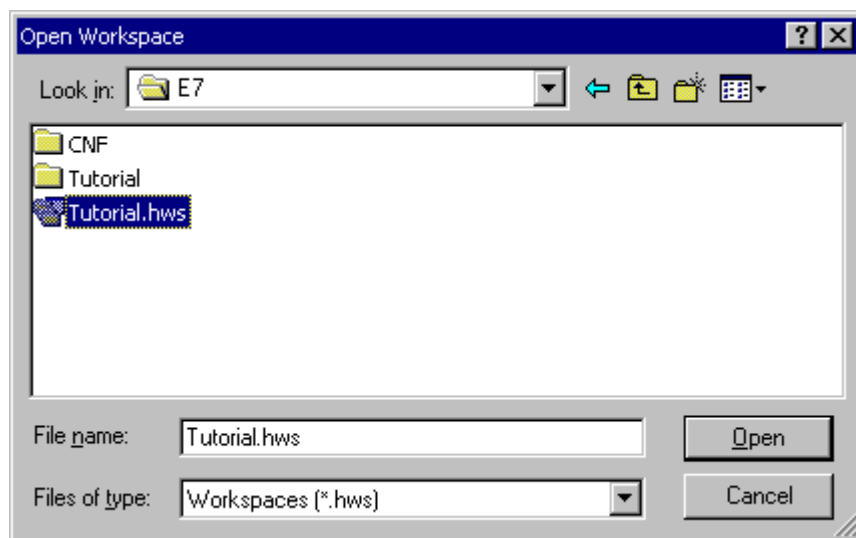 Open Workspace
Look in: E7
CNF
Tutorial
Tutorial.hws
File name: Tutorial.hws Open
Files of type: Workspaces (*.hws) Cancel